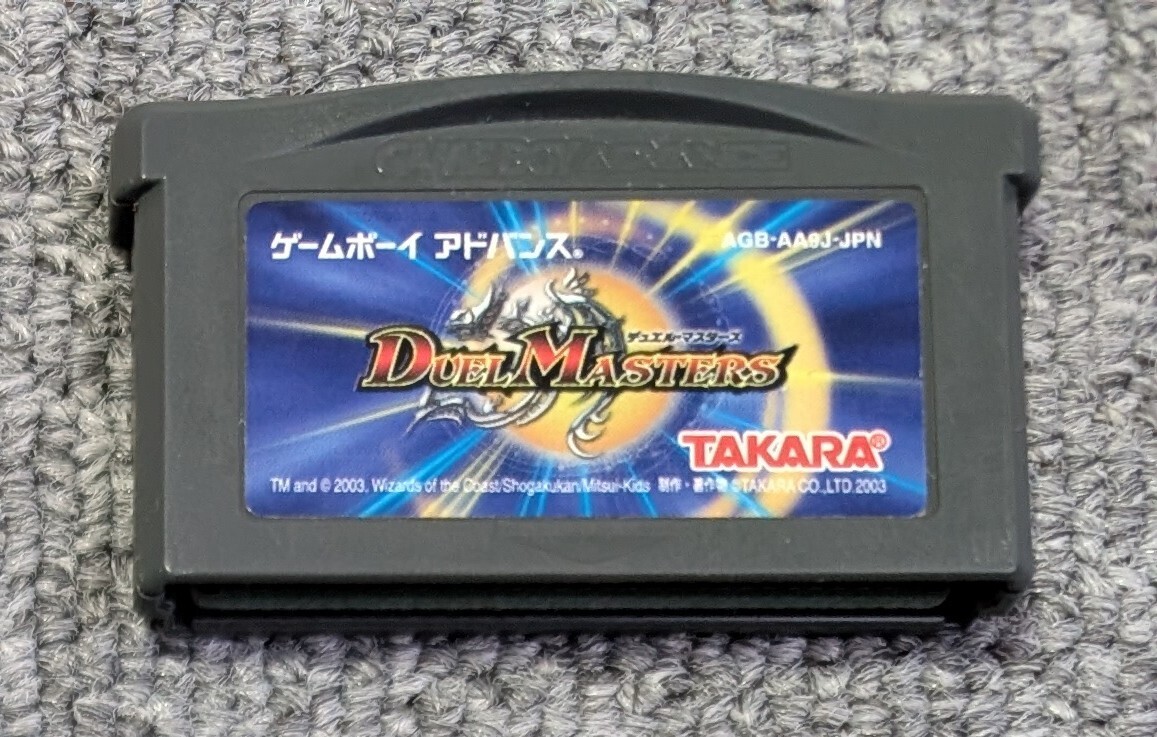 GAME BOY ADVANCE
ゲームボーイ アドバンス®
AGB-AA9J-JPN
デュエル・マスターズ
DUEL MASTERS
TAKARA®
TM and © 2003, Wizards of the Coast/Shogakukan/Mitsui-Kids 制作・著作物 ©TAKARA CO.,LTD.2003